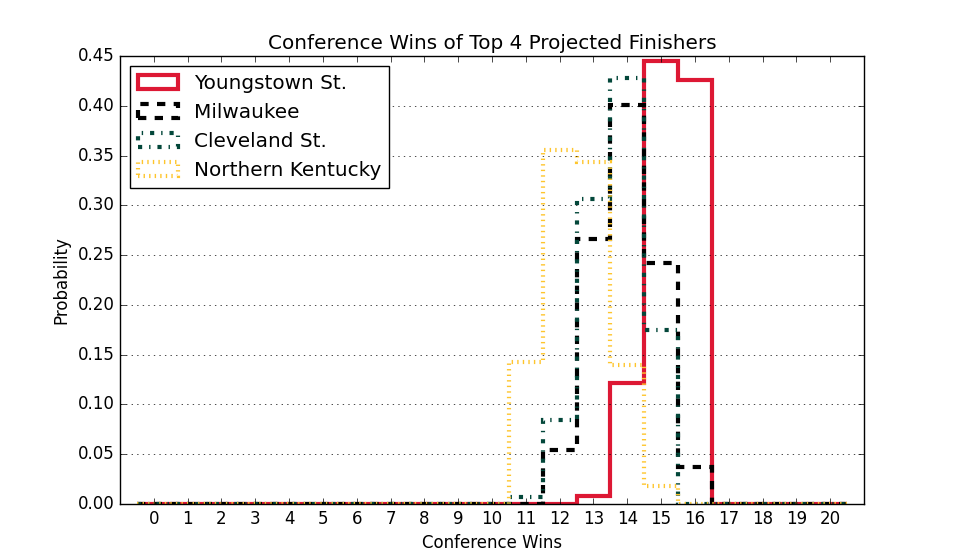 Conference Wins of Top 4 Projected Finishers
Youngstown St.
Milwaukee
Cleveland St.
Northern Kentucky
0.45
0.40
0.35
0.30
0.25
0.20
0.15
0.10
0.05
0.00
Probability
0 1 2 3 4 5 6 7 8 9 10 11 12 13 14 15 16 17 18 19 20
Conference Wins